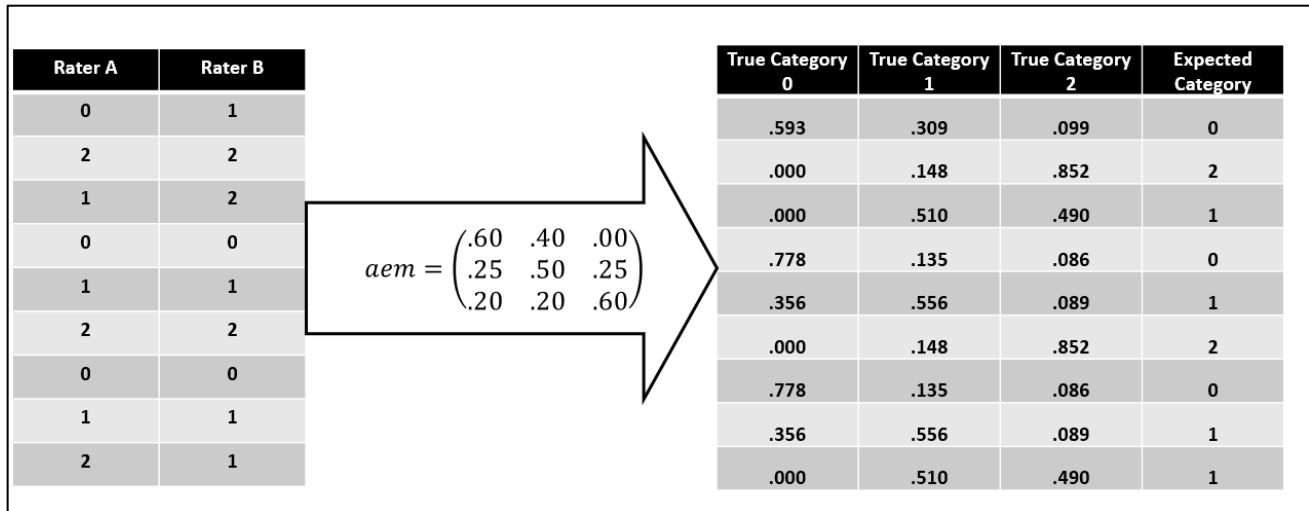 Rater A Rater B
0 1
2 2
1 2
0 0
1 1
2 2
0 0
1 1
2 1
aem = (.60 .40 .00
.25 .50 .25
.20 .20 .60)
True Category 0 True Category 1 True Category 2 Expected Category
.593 .309 .099 0
.000 .148 .852 2
.000 .510 .490 1
.778 .135 .086 0
.356 .556 .089 1
.000 .148 .852 2
.778 .135 .086 0
.356 .556 .089 1
.000 .510 .490 1